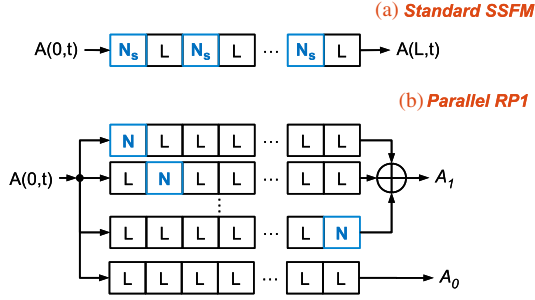 (a) Standard SSFM
A(0,t) Nₛ L Nₛ L ... Nₛ L A(L,t)
(b) Parallel RP1
N L L L ... L L
L N L L ... L L A₁
A(0,t)
L L L L ... L N
L L L L ... L L A₀